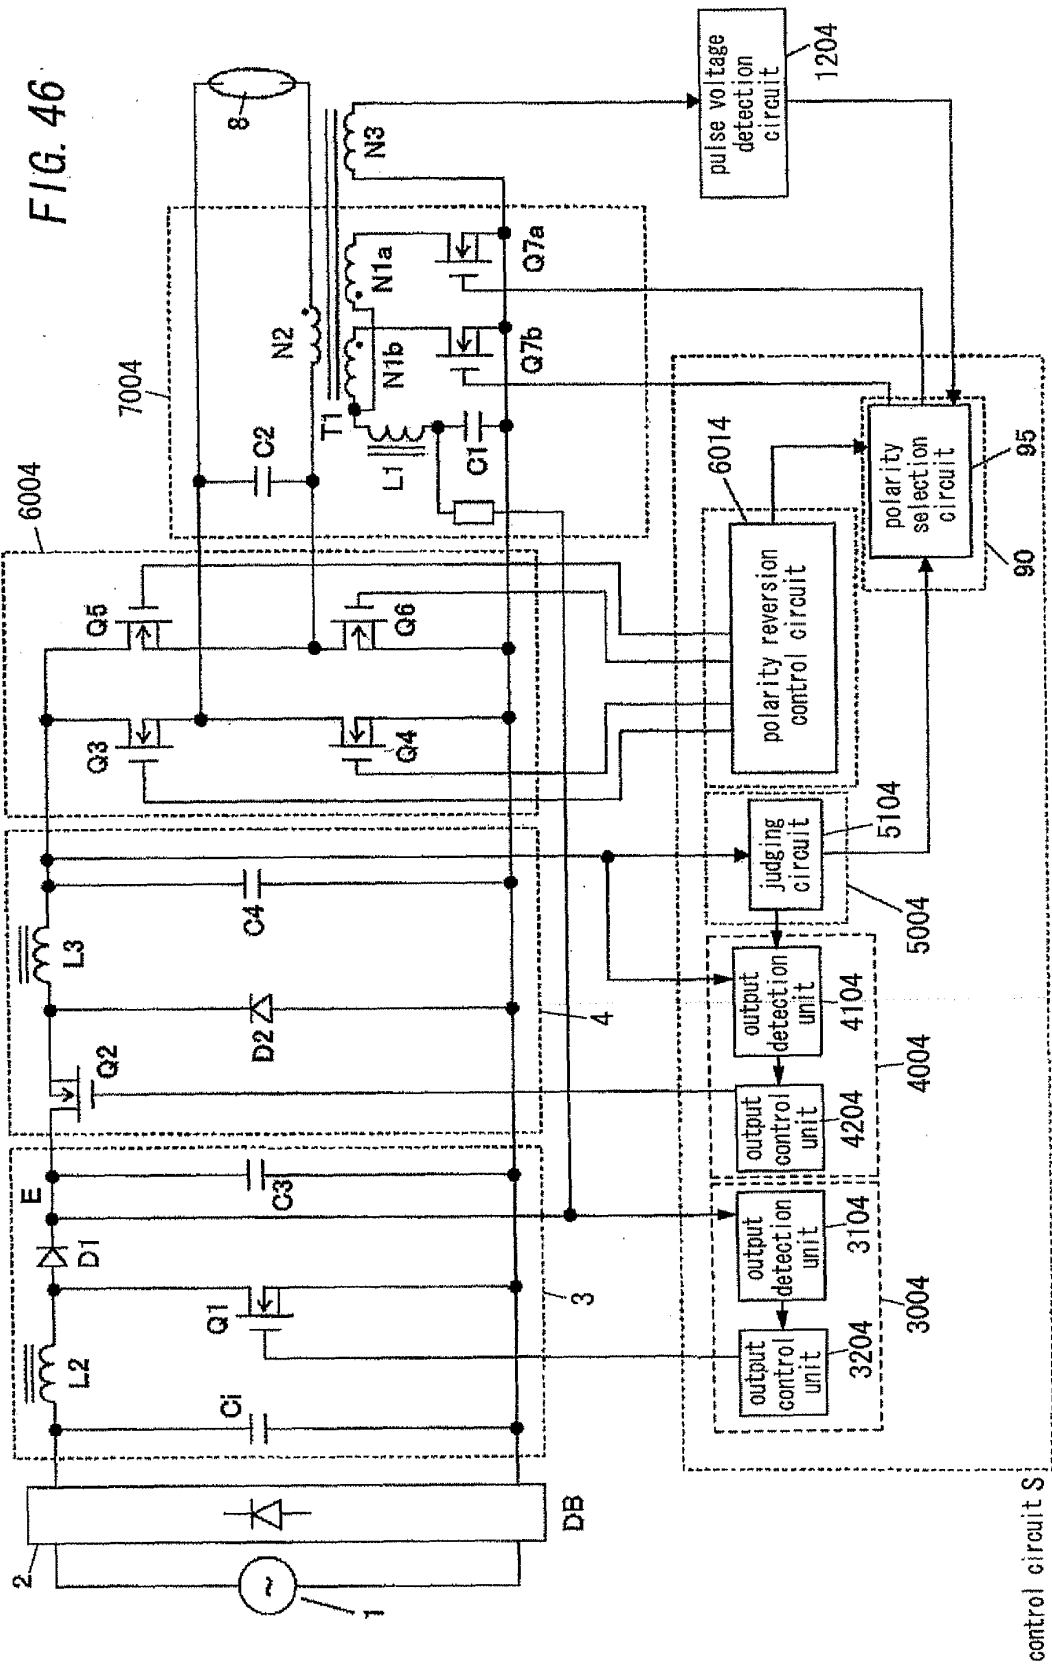 FIG. 46
1
2
DB
Ci
L2
Q1
D1
E
C3
3
Q2
D2
L3
C4
4
6004
Q3
Q4
Q5
Q6
7004
C2
N2
T1
L1
C1
N1b
N1a
Q7b
Q7a
N3
8
pulse voltage
detection
circuit
1204
control circuit S
output
control
unit
3204
output
detection
unit
3104
3004
output
control
unit
4204
output
detection
unit
4104
4004
judging
circuit
5104
5004
polarity reversion
control circuit
6014
polarity
selection
circuit
95
90